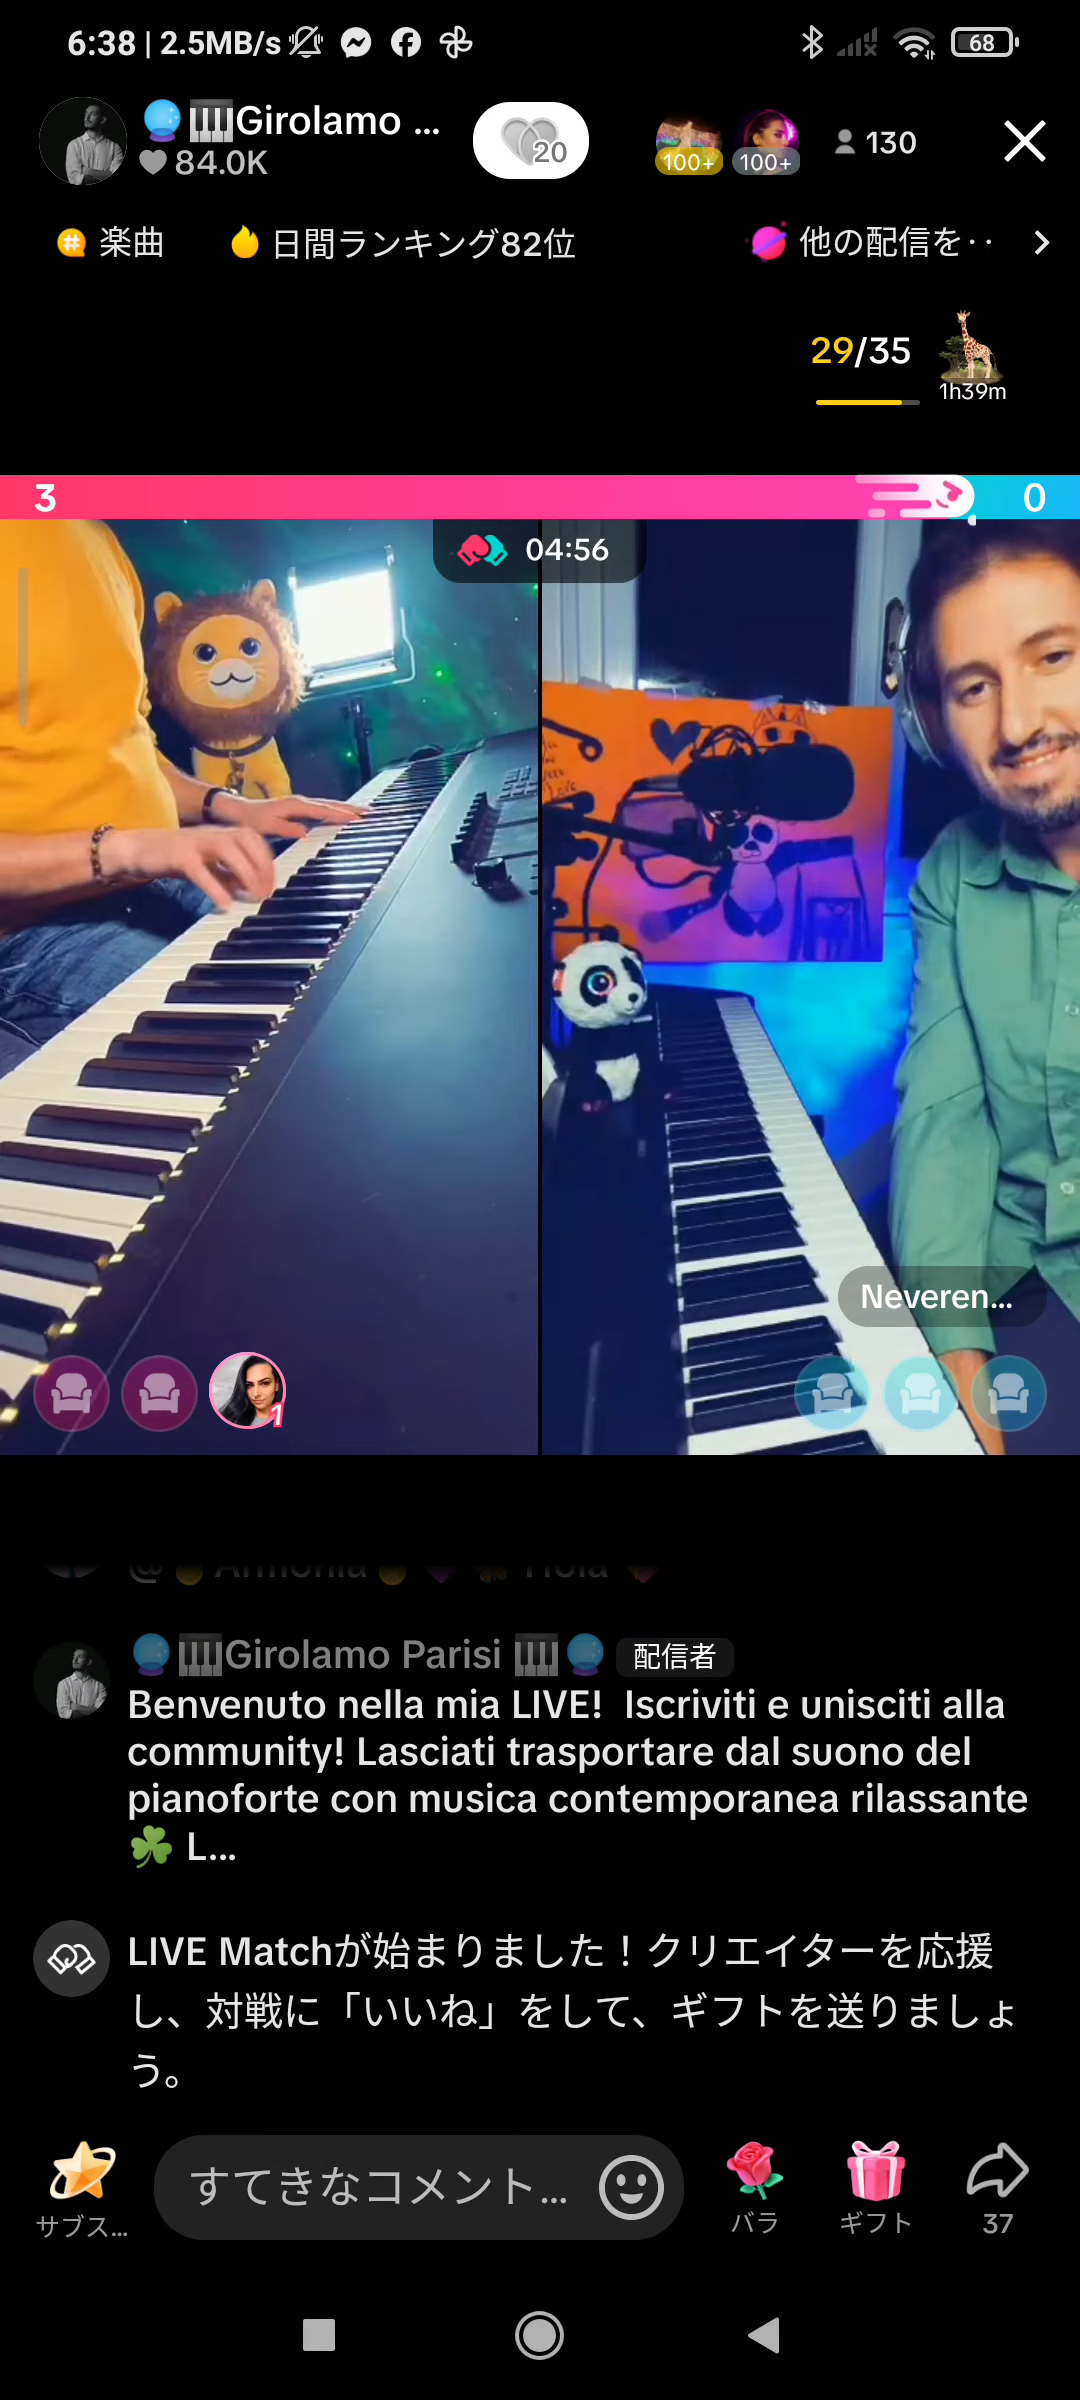 6:38 | 2.5MB/s
68
Girolamo ...
84.0K
20
100+
100+
130
楽曲
日間ランキング82位
他の配信を‥
29/35
1h39m
3
0
04:56
Neveren...
1
Girolamo Parisi
配信者
Benvenuto nella mia LIVE!  Iscriviti e unisciti alla
community! Lasciati trasportare dal suono del
pianoforte con musica contemporanea rilassante
☘️ L...
LIVE Matchが始まりました！クリエイターを応援
し、対戦に「いいね」をして、ギフトを送りましょ
う。
すてきなコメント...
サブス...
バラ
ギフト
37